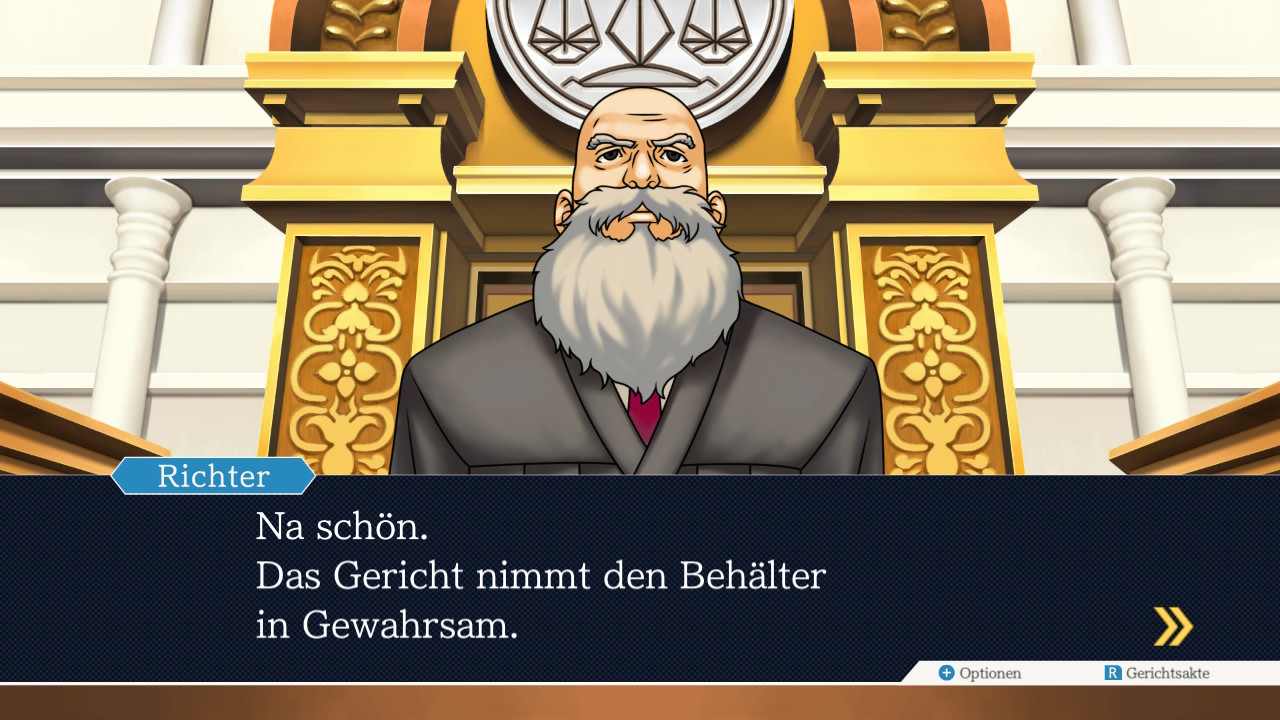 Richter
Na schön.
Das Gericht nimmt den Behälter
in Gewahrsam.
+ Optionen
R Gerichtsakte